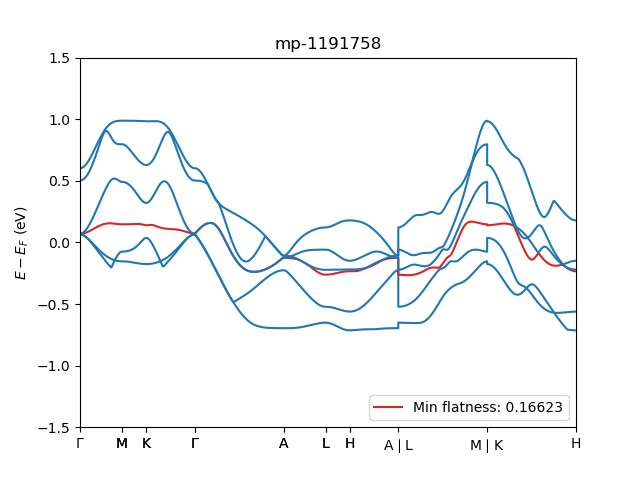 mp-1191758
1.5
1.0
0.5
0.0
−0.5
−1.0
−1.5
E − E_F (eV)
Min flatness: 0.16623
Γ M K Γ A L H A | L M | K H